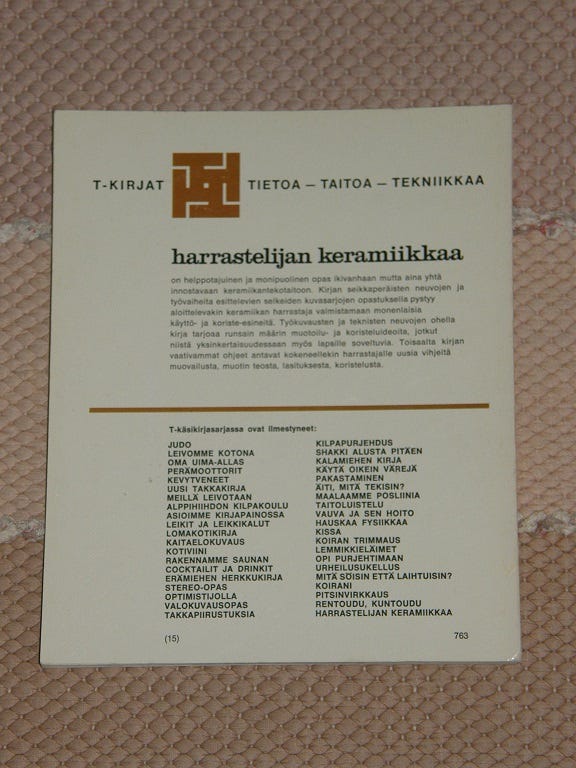 T-KIRJAT TIETOA — TAITOA — TEKNIIKKAA
harrastelijan keramiikkaa
on helppotajuinen ja monipuolinen opas ikivanhaan mutta aina yhtä
innostavaan keramiikantekotaitoon. Kirjan seikkaperäisten neuvojen ja
työvaiheita esittelevien selkeiden kuvasarjojen opastuksella pystyy
aloittelevakin keramiikan harrastaja valmistamaan monenlaisia
käyttö- ja koriste-esineitä. Työkuvausten ja teknisten neuvojen ohella
kirja tarjoaa runsain määrin muotoilu- ja koristeluideoita, jotkut
niistä yksinkertaisuudessaan myös lapsille soveltuvia. Toisaalta kirjan
vaativammat ohjeet antavat kokeneellekin harrastajalle uusia vihjeitä
muovailusta, muotin teosta, lasituksesta, koristelusta.
T-käsikirjasarjassa ovat ilmestyneet:
JUDO
LEIVOMME KOTONA
OMA UIMA-ALLAS
PERÄMOOTTORIT
KEVYTVENEET
UUSI TAKKAKIRJA
MEILLÄ LEIVOTAAN
ALPPIHIIHDON KILPAKOULU
ASIOIMME KIRJAPAINOSSA
LEIKIT JA LEIKKIKALUT
LOMAKOTIKIRJA
KAITAELOKUVAUS
KOTIVIINI
RAKENNAMME SAUNAN
COCKTAILIT JA DRINKIT
ERÄMIEHEN HERKKUKIRJA
STEREO-OPAS
OPTIMISTIJOLLA
VALOKUVAUSOPAS
TAKKAPIIRUSTUKSIA
KILPAPURJEHDUS
SHAKKI ALUSTA PITÄEN
KALAMIEHEN KIRJA
KÄYTÄ OIKEIN VÄREJÄ
PAKASTAMINEN
ÄITI, MITÄ TEKISIN?
MAALAAMME POSLIINIA
TAITOLUISTELU
VAUVA JA SEN HOITO
HAUSKAA FYSIIKKAA
KISSA
KOIRAN TRIMMAUS
LEMMIKKIELÄIMET
OPI PURJEHTIMAAN
URHEILUSUKELLUS
MITÄ SÖISIN ETTÄ LAIHTUISIN?
KOIRANI
PITSINVIRKKAUS
RENTOUDU, KUNTOUDU
HARRASTELIJAN KERAMIIKKAA
(15) 763